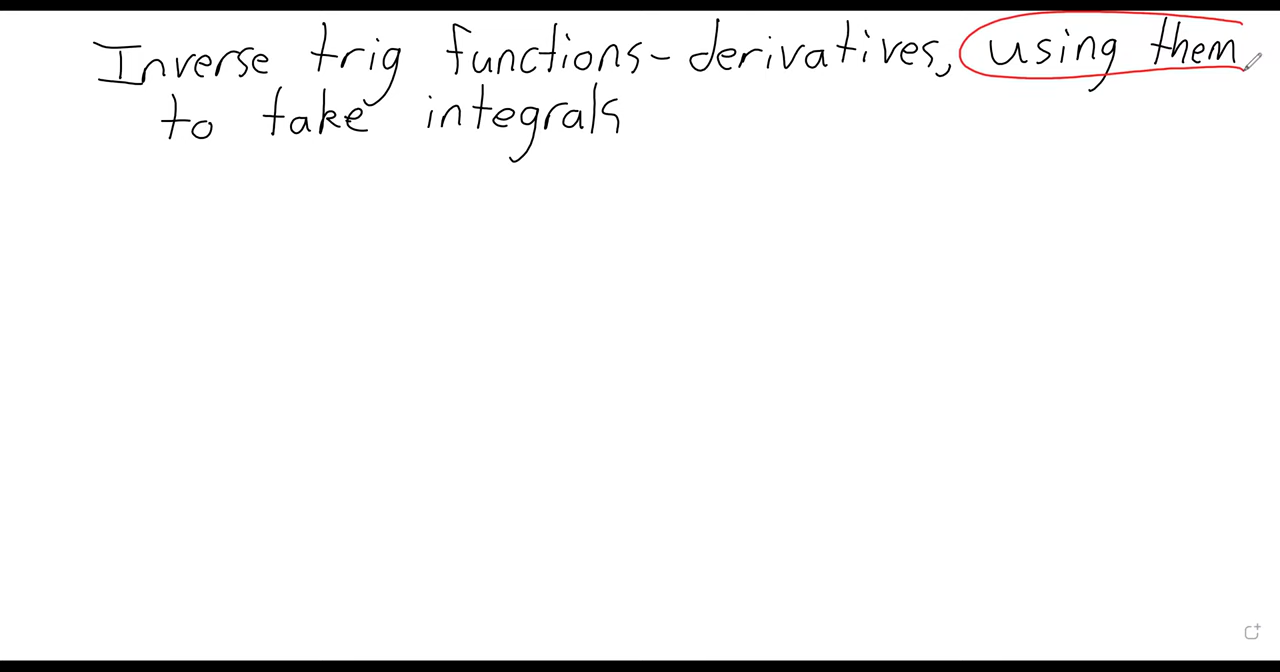 Inverse trig functions - derivatives, using them
to take integrals